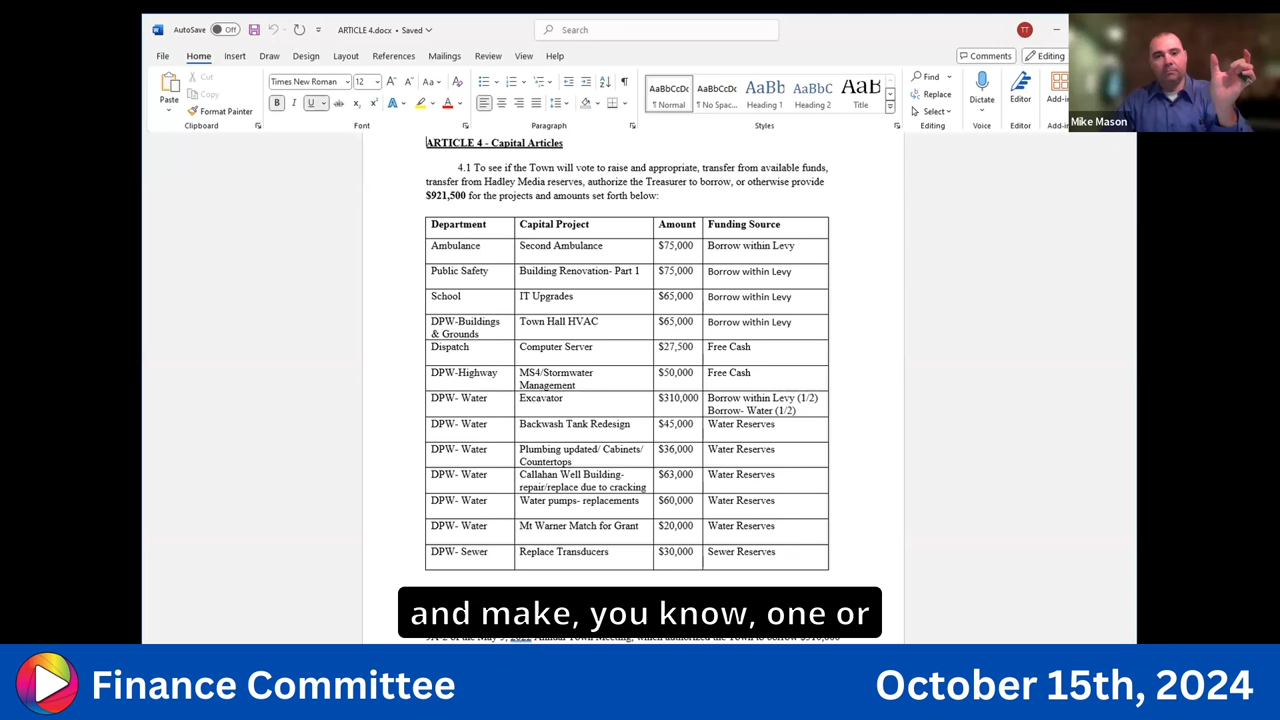 AutoSave Off ARTICLE 4.docx • Saved Search TT
File Home Insert Draw Design Layout References Mailings Review View Help Comments Editing
Paste Cut Copy Format Painter
Times New Roman 12 Aa
B I U ab x₂ x² A A
AaBbCcDc AaBbCcDc AaBb AaBbC AaB
¶ Normal ¶ No Spac... Heading 1 Heading 2 Title
Find Replace Select Dictate Editor Add-in
Clipboard Font Paragraph Styles Editing Voice Editor Add-in
Mike Mason
ARTICLE 4 - Capital Articles
4.1 To see if the Town will vote to raise and appropriate, transfer from available funds,
transfer from Hadley Media reserves, authorize the Treasurer to borrow, or otherwise provide
$921,500 for the projects and amounts set forth below:
Department Capital Project Amount Funding Source
Ambulance Second Ambulance $75,000 Borrow within Levy
Public Safety Building Renovation- Part 1 $75,000 Borrow within Levy
School IT Upgrades $65,000 Borrow within Levy
DPW-Buildings Town Hall HVAC $65,000 Borrow within Levy
& Grounds
Dispatch Computer Server $27,500 Free Cash
DPW-Highway MS4/Stormwater $50,000 Free Cash
Management
DPW- Water Excavator $310,000 Borrow within Levy (1/2)
Borrow- Water (1/2)
DPW- Water Backwash Tank Redesign $45,000 Water Reserves
DPW- Water Plumbing updated/ Cabinets/ $36,000 Water Reserves
Countertops
DPW- Water Callahan Well Building- $63,000 Water Reserves
repair/replace due to cracking
DPW- Water Water pumps- replacements $60,000 Water Reserves
DPW- Water Mt Warner Match for Grant $20,000 Water Reserves
DPW- Sewer Replace Transducers $30,000 Sewer Reserves
and make, you know, one or
Finance Committee October 15th, 2024